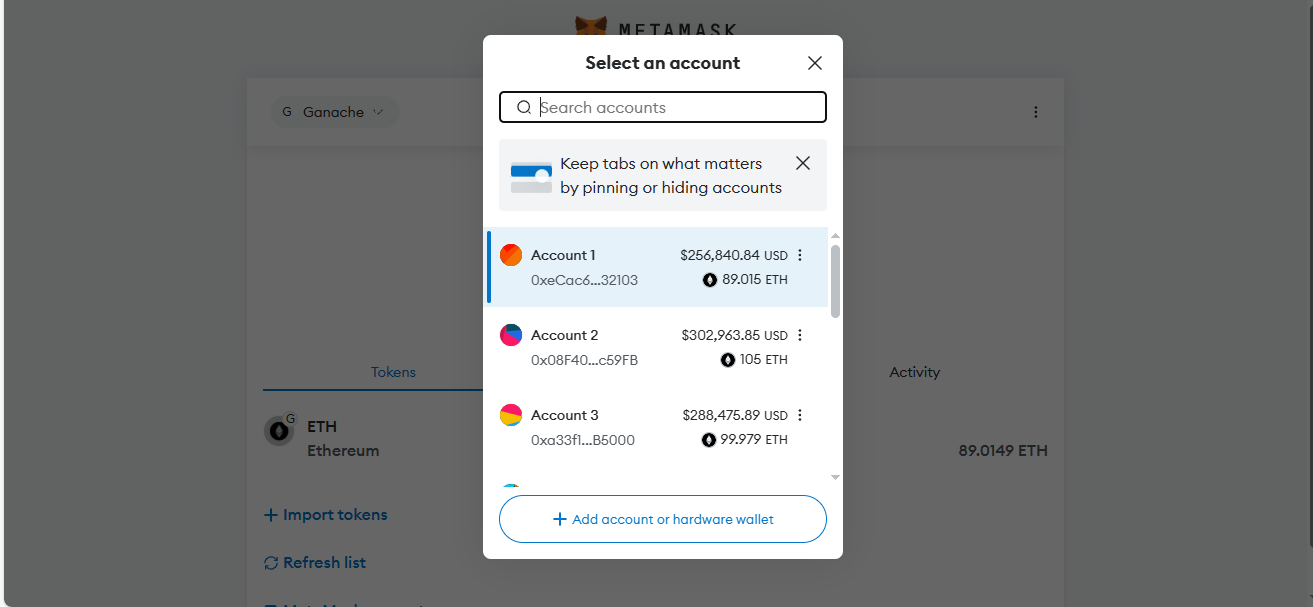 METAMASK
Select an account
G Ganache
Search accounts
Keep tabs on what matters
by pinning or hiding accounts
Account 1 $256,840.84 USD
0xeCac6...32103 89.015 ETH
Account 2 $302,963.85 USD
0x08F40...c59FB 105 ETH
Tokens
Activity
Account 3 $288,475.89 USD
0xa33f1...B5000 99.979 ETH
G
ETH
Ethereum
89.0149 ETH
Import tokens
Add account or hardware wallet
Refresh list